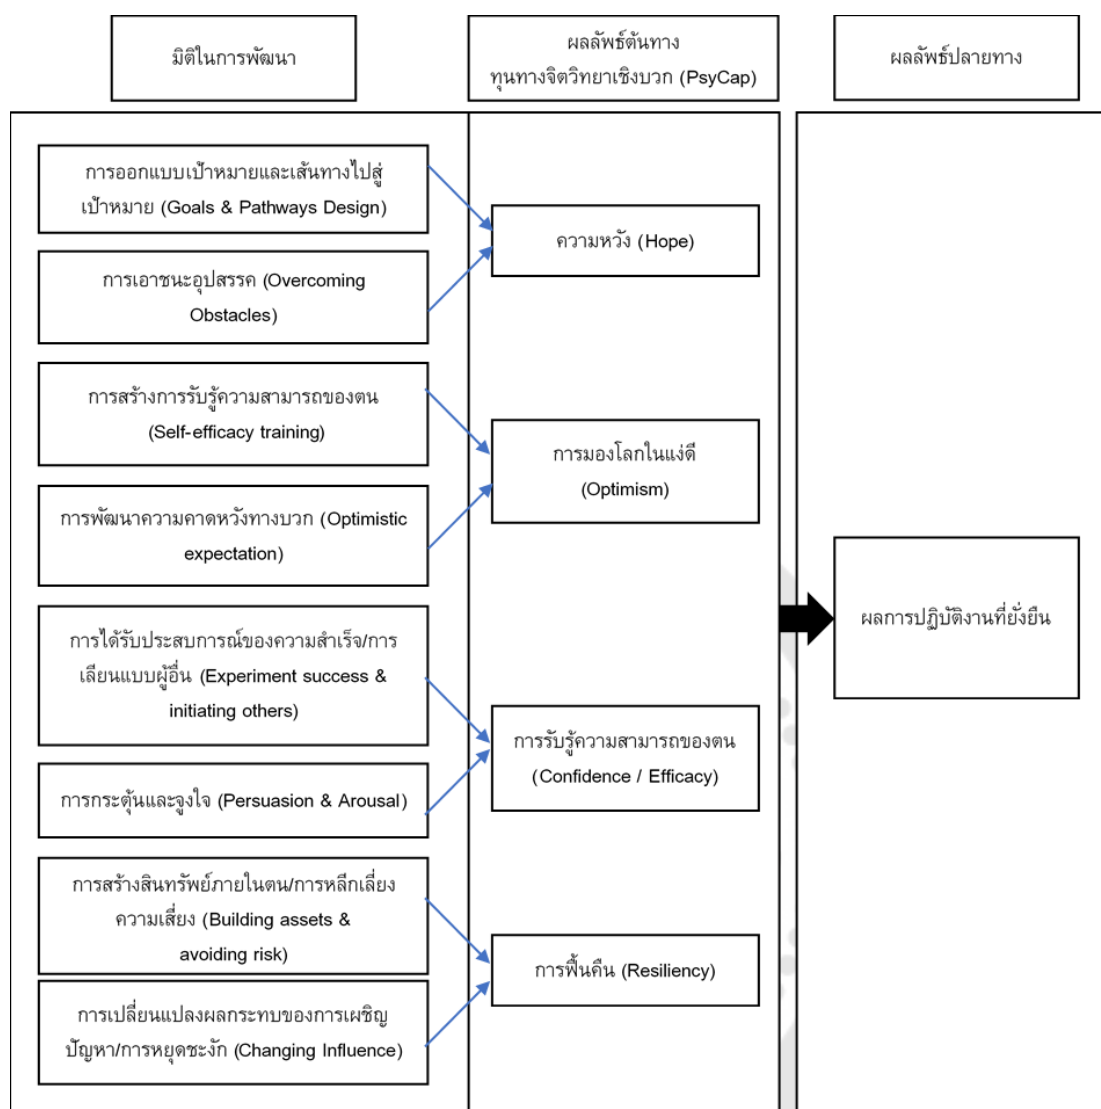 มิติในการพัฒนา
ผลลัพธ์ต้นทาง
ทุนทางจิตวิทยาเชิงบวก (PsyCap)
ผลลัพธ์ปลายทาง
การออกแบบเป้าหมายและเส้นทางไปสู่
เป้าหมาย (Goals & Pathways Design)
การเอาชนะอุปสรรค (Overcoming
Obstacles)
ความหวัง (Hope)
การสร้างการรับรู้ความสามารถของตน
(Self-efficacy training)
การพัฒนาความคาดหวังทางบวก (Optimistic
expectation)
การมองโลกในแง่ดี
(Optimism)
การได้รับประสบการณ์ของความสำเร็จ/การ
เลียนแบบผู้อื่น (Experiment success &
initiating others)
การกระตุ้นและจูงใจ (Persuasion & Arousal)
การรับรู้ความสามารถของตน
(Confidence / Efficacy)
การสร้างสินทรัพย์ภายในตน/การหลีกเลี่ยง
ความเสี่ยง (Building assets &
avoiding risk)
การเปลี่ยนแปลงผลกระทบของการเผชิญ
ปัญหา/การหยุดชะงัก (Changing Influence)
การฟื้นคืน (Resiliency)
ผลการปฏิบัติงานที่ยั่งยืน